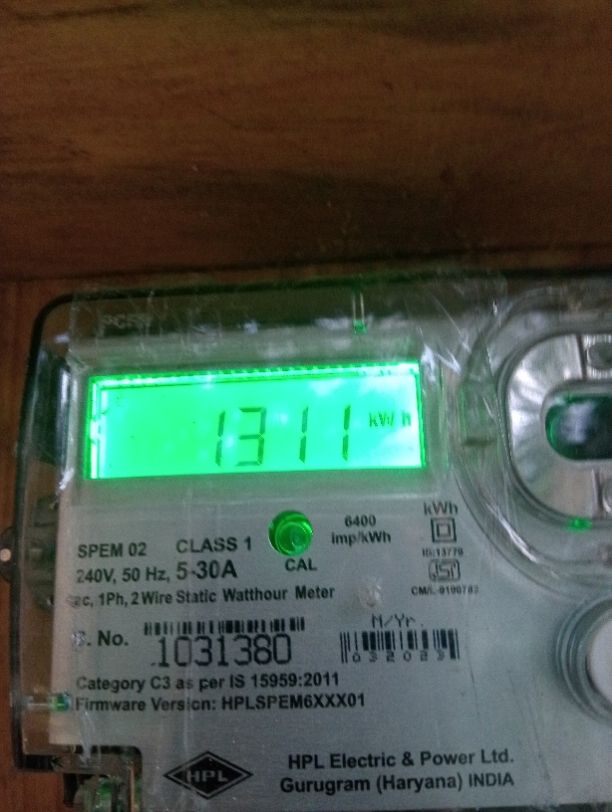 1311 kWh
6400
imp/kWh
kWh
SPEM 02 CLASS 1
CAL
240V, 50 Hz, 5-30A
1Ph, 2 Wire Static Watthour Meter
S. No.
1031380
M/Yr.
032023
Category C3 as per IS 15959:2011
Firmware Version: HPLSPEM6XXX01
HPL
HPL Electric & Power Ltd.
Gurugram (Haryana) INDIA